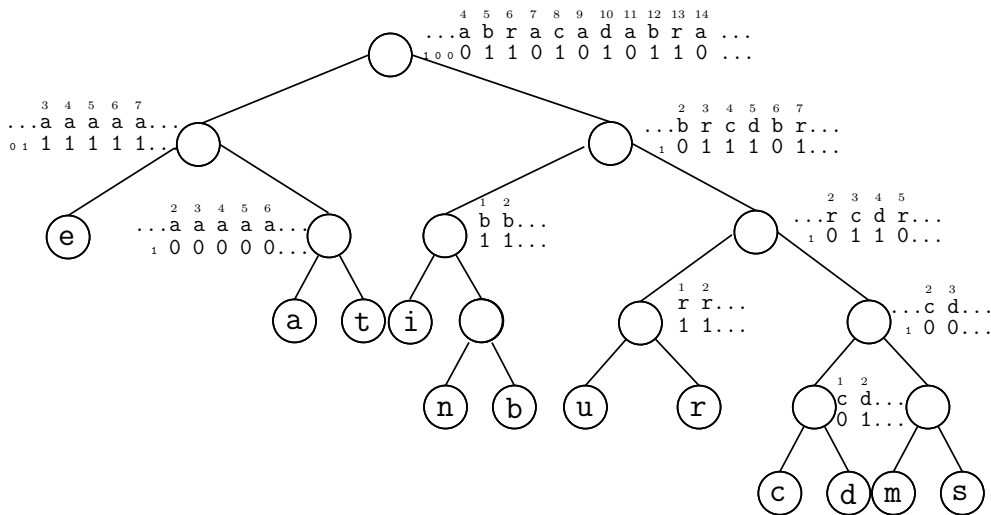 4 5 6 7 8 9 10 11 12 13 14
...a b r a c a d a b r a ...
1 0 0 0 1 1 0 1 0 1 0 1 1 0 ...
3 4 5 6 7
...a a a a a...
0 1 1 1 1 1 1...
2 3 4 5 6 7
...b r c d b r...
1 0 1 1 1 0 1...
e
2 3 4 5 6
...a a a a a...
1 0 0 0 0 0...
1 2
b b...
1 1...
2 3 4 5
...r c d r...
1 0 1 1 0...
a
t
i
1 2
r r...
1 1...
2 3
...c d...
1 0 0...
n
b
u
r
1 2
c d...
0 1...
c
d
m
s